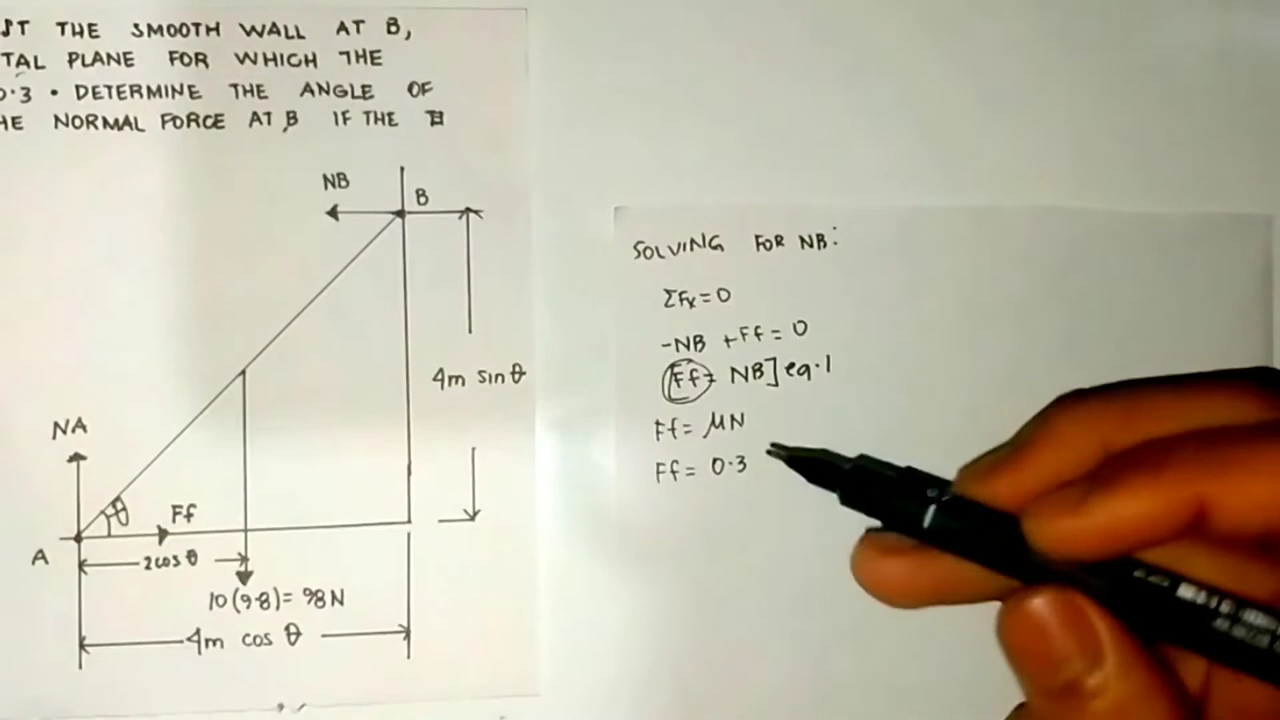 THE SMOOTH WALL AT B,
TAL PLANE FOR WHICH THE
0.3 • DETERMINE THE ANGLE OF
HE NORMAL FORCE AT B IF THE
NB
B
4m sin θ
NA
θ
Ff
A
2cos θ
10(9.8)= 98N
4m cos θ
SOLVING FOR NB:
ΣFx=0
-NB +Ff= 0
[Ff= NB] eq.1
Ff= μN
Ff= 0.3